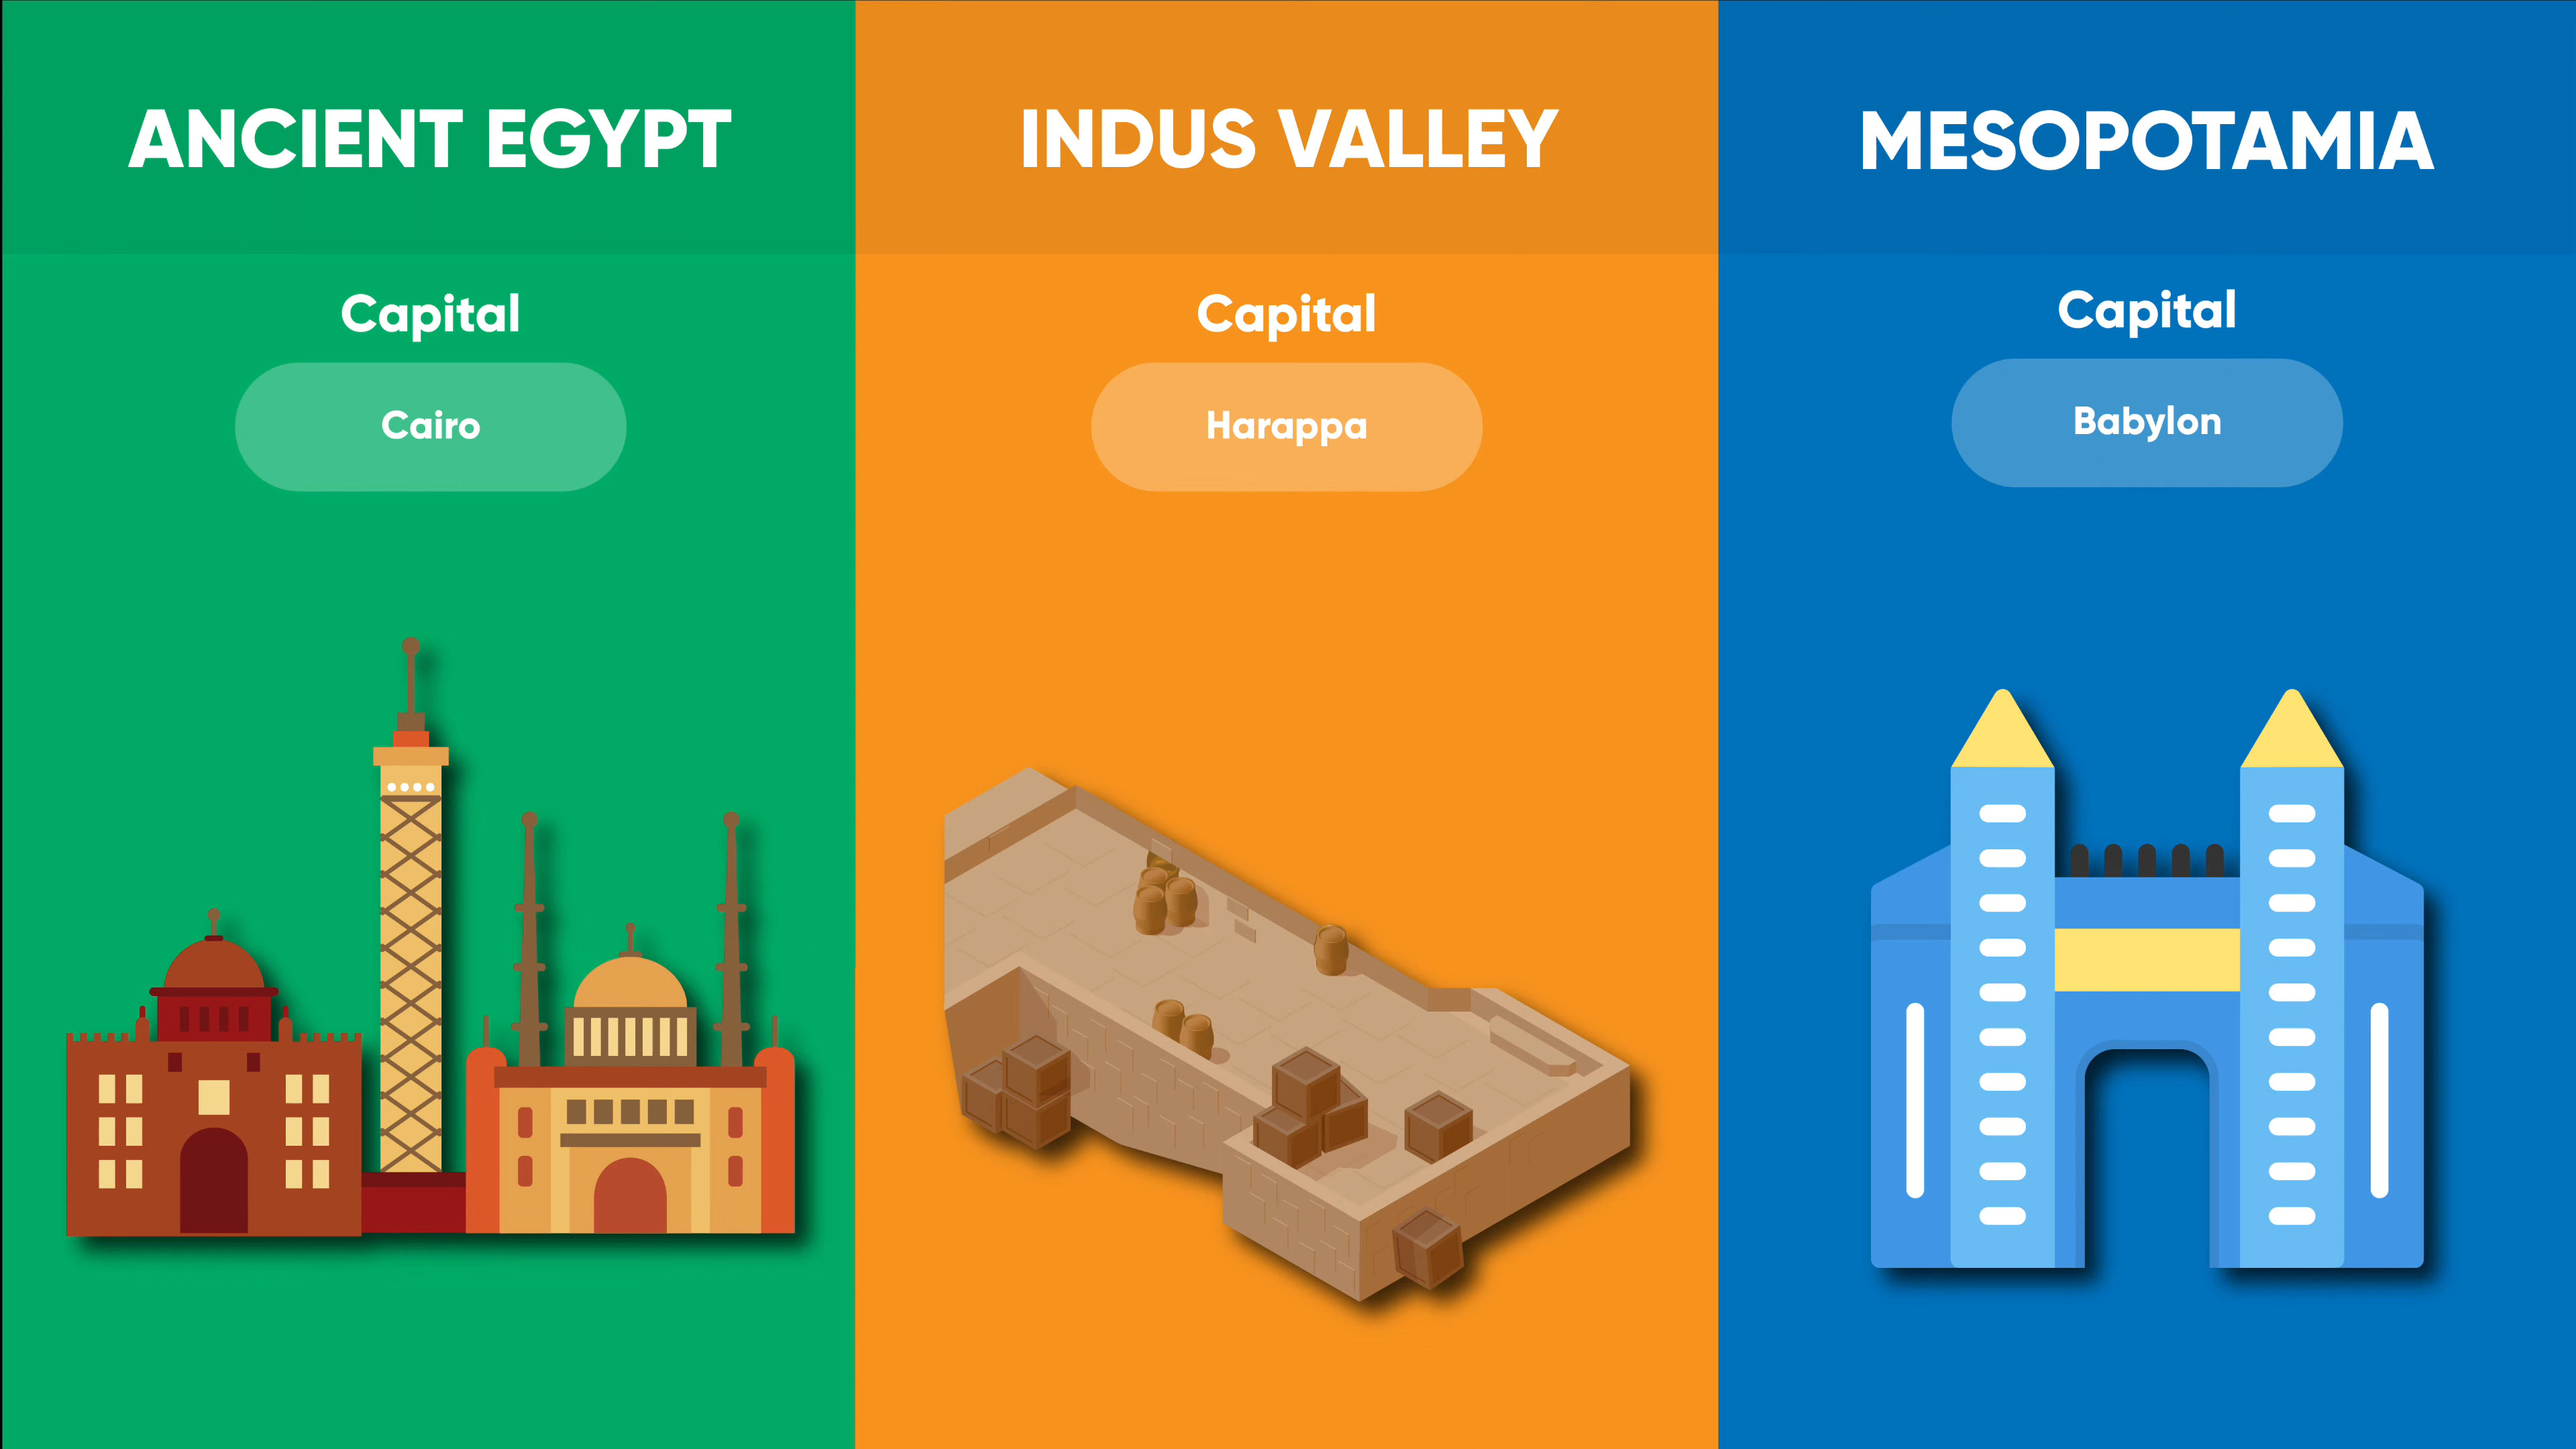 ANCIENT EGYPT
Capital
Cairo
INDUS VALLEY
Capital
Harappa
MESOPOTAMIA
Capital
Babylon